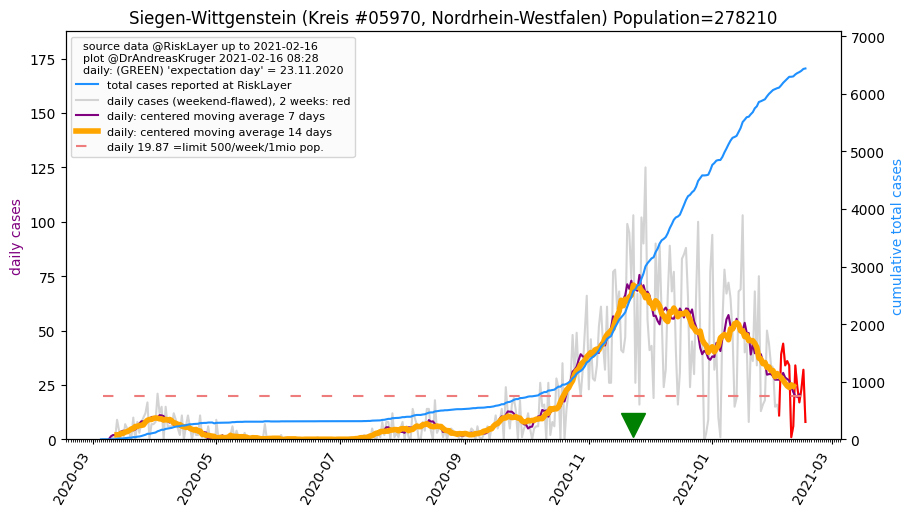 Siegen-Wittgenstein (Kreis #05970, Nordrhein-Westfalen) Population=278210
source data @RiskLayer up to 2021-02-16
plot @DrAndreasKruger 2021-02-16 08:28
daily: (GREEN) 'expectation day' = 23.11.2020
total cases reported at RiskLayer
daily cases (weekend-flawed), 2 weeks: red
daily: centered moving average 7 days
daily: centered moving average 14 days
daily 19.87 =limit 500/week/1mio pop.
daily cases
175
150
125
100
75
50
25
0
cumulative total cases
7000
6000
5000
4000
3000
2000
1000
0
2020-03
2020-05
2020-07
2020-09
2020-11
2021-01
2021-03